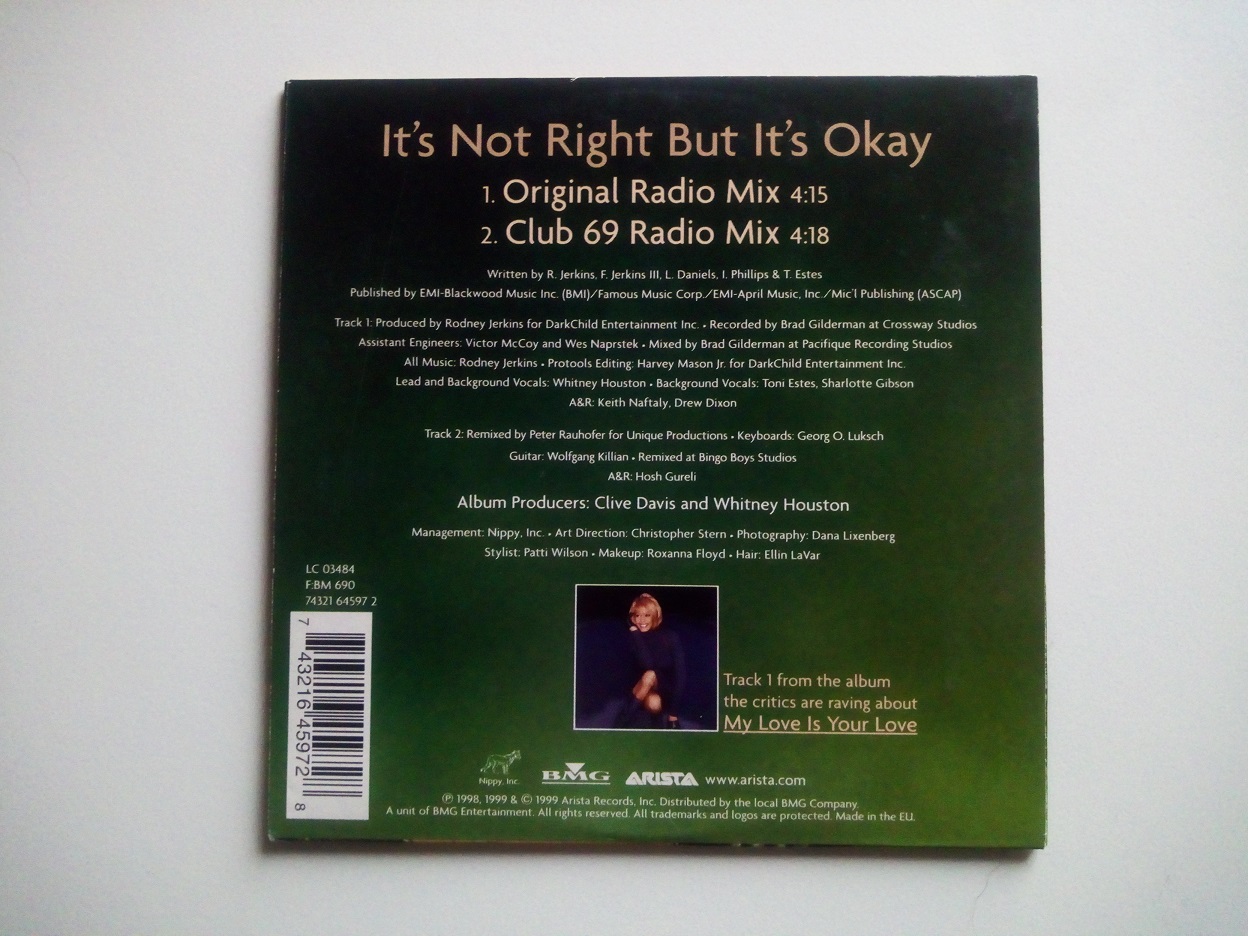 It's Not Right But It's Okay
1. Original Radio Mix 4:15
2. Club 69 Radio Mix 4:18
Written by R. Jerkins, F. Jerkins III, L. Daniels, I. Phillips & T. Estes
Published by EMI-Blackwood Music Inc. (BMI)/Famous Music Corp./EMI-April Music, Inc./Mic'l Publishing (ASCAP)
Track 1: Produced by Rodney Jerkins for DarkChild Entertainment Inc. • Recorded by Brad Gilderman at Crossway Studios
Assistant Engineers: Victor McCoy and Wes Naprstek • Mixed by Brad Gilderman at Pacifique Recording Studios
All Music: Rodney Jerkins • Protools Editing: Harvey Mason Jr. for DarkChild Entertainment Inc.
Lead and Background Vocals: Whitney Houston • Background Vocals: Toni Estes, Sharlotte Gibson
A&R: Keith Naftaly, Drew Dixon
Track 2: Remixed by Peter Rauhofer for Unique Productions • Keyboards: Georg O. Luksch
Guitar: Wolfgang Killian • Remixed at Bingo Boys Studios
A&R: Hosh Gureli
Album Producers: Clive Davis and Whitney Houston
Management: Nippy, Inc. • Art Direction: Christopher Stern • Photography: Dana Lixenberg
Stylist: Patti Wilson • Makeup: Roxanna Floyd • Hair: Ellin LaVar
LC 03484
F:BM 690
74321 64597 2
7 43216 45972 8
Track 1 from the album
the critics are raving about
My Love Is Your Love
Nippy, Inc.
BMG
ARISTA
www.arista.com
℗ 1998, 1999 & © 1999 Arista Records, Inc. Distributed by the local BMG Company.
A unit of BMG Entertainment. All rights reserved. All trademarks and logos are protected. Made in the EU.